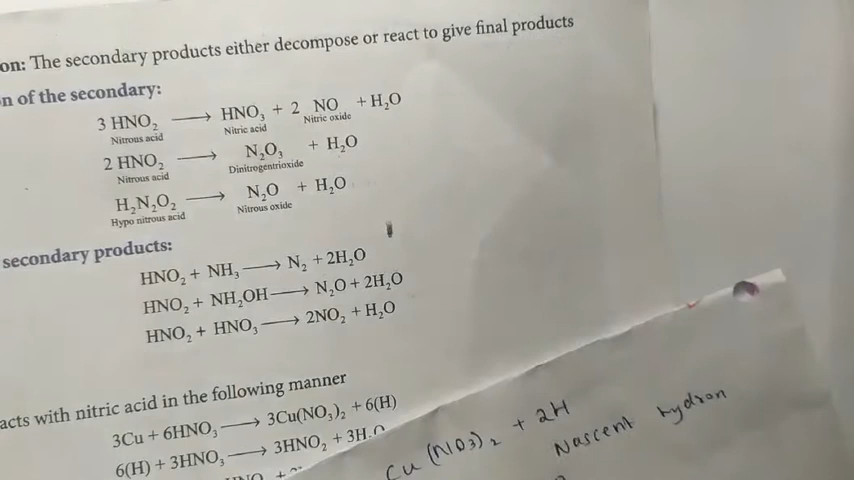 on: The secondary products either decompose or react to give final products
n of the secondary:
3 HNO₂ ⟶ HNO₃ + 2 NO + H₂O
Nitrous acid Nitric acid Nitric oxide
2 HNO₂ ⟶ N₂O₃ + H₂O
Nitrous acid Dinitrogentrioxide
H₂N₂O₂ ⟶ N₂O + H₂O
Hypo nitrous acid Nitrous oxide
secondary products:
HNO₂ + NH₃ ⟶ N₂ + 2H₂O
HNO₂ + NH₂OH ⟶ N₂O + 2H₂O
HNO₂ + HNO₃ ⟶ 2NO₂ + H₂O
acts with nitric acid in the following manner
3Cu + 6HNO₃ ⟶ 3Cu(NO₃)₂ + 6(H)
6(H) + 3HNO₃ ⟶ 3HNO₂ + 3H₂O
Cu (NO3)₂ + 2H
Nascent hydron